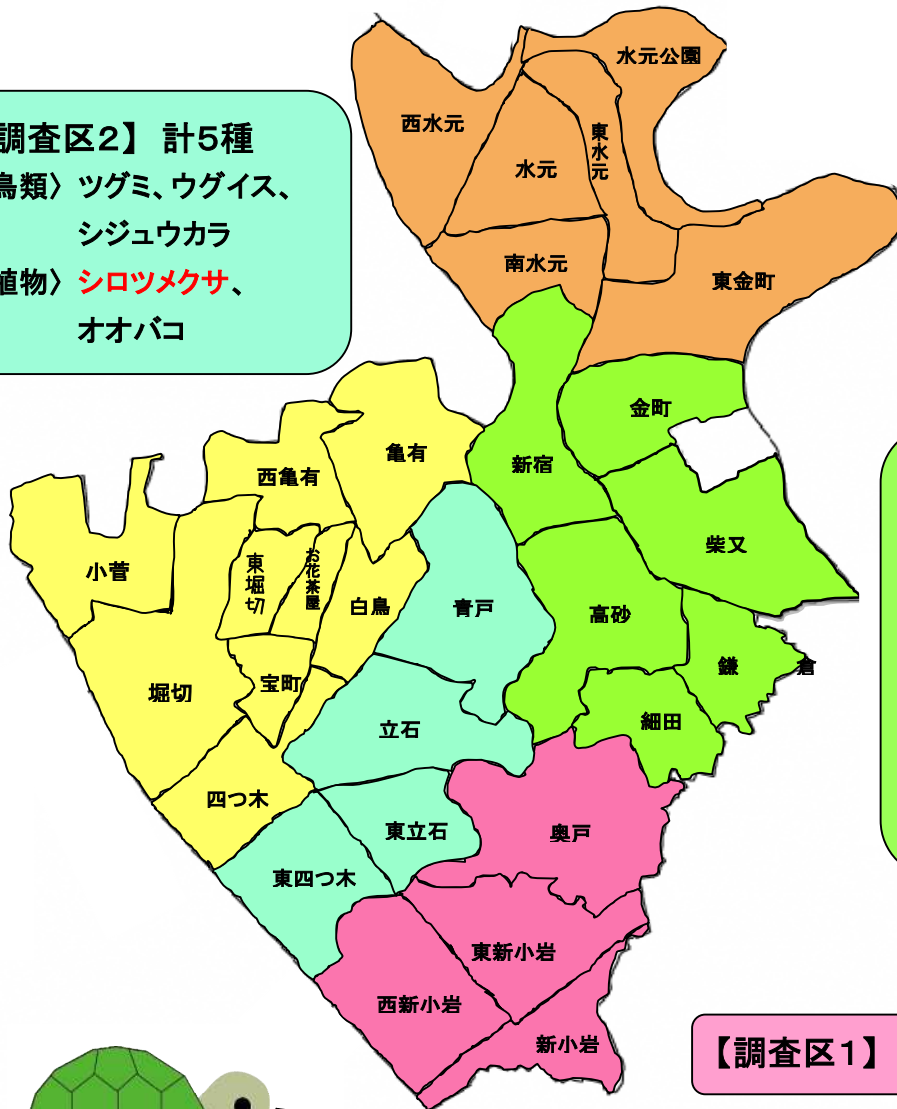 調査区2】 計5種
鳥類〉 ツグミ、ウグイス、
シジュウカラ
植物〉 シロツメクサ、
オオバコ
水元公園
西水元
東水元
水元
南水元
東金町
金町
亀有
新宿
西亀有
柴又
小菅
東堀切
お花茶屋
白鳥
青戸
高砂
鎌倉
堀切
宝町
細田
立石
四つ木
東立石
奥戸
東四つ木
東新小岩
西新小岩
新小岩
【調査区1】